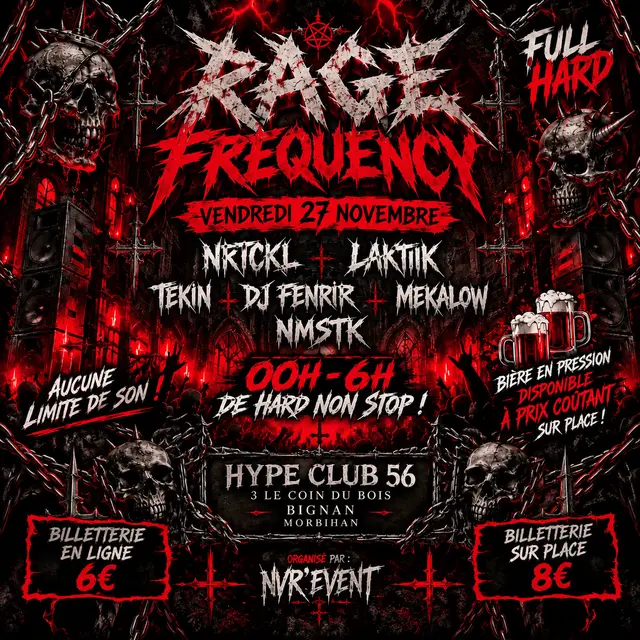 RAGE
FREQUENCY
FULL
HARD
VENDREDI 27 NOVEMBRE
NRTCKL + LAKTIIK
TEKIN + DJ FENRIR + MEKALOW
NMSTK
AUCUNE
LIMITE DE SON !
00H - 6H
DE HARD NON STOP !
BIÈRE EN PRESSION
DISPONIBLE
À PRIX COÛTANT
SUR PLACE !
HYPE CLUB 56
3 LE COIN DU BOIS
BIGNAN
MORBIHAN
BILLETTERIE
EN LIGNE
6€
ORGANISÉ PAR :
NVR'EVENT
BILLETTERIE
SUR PLACE
8€